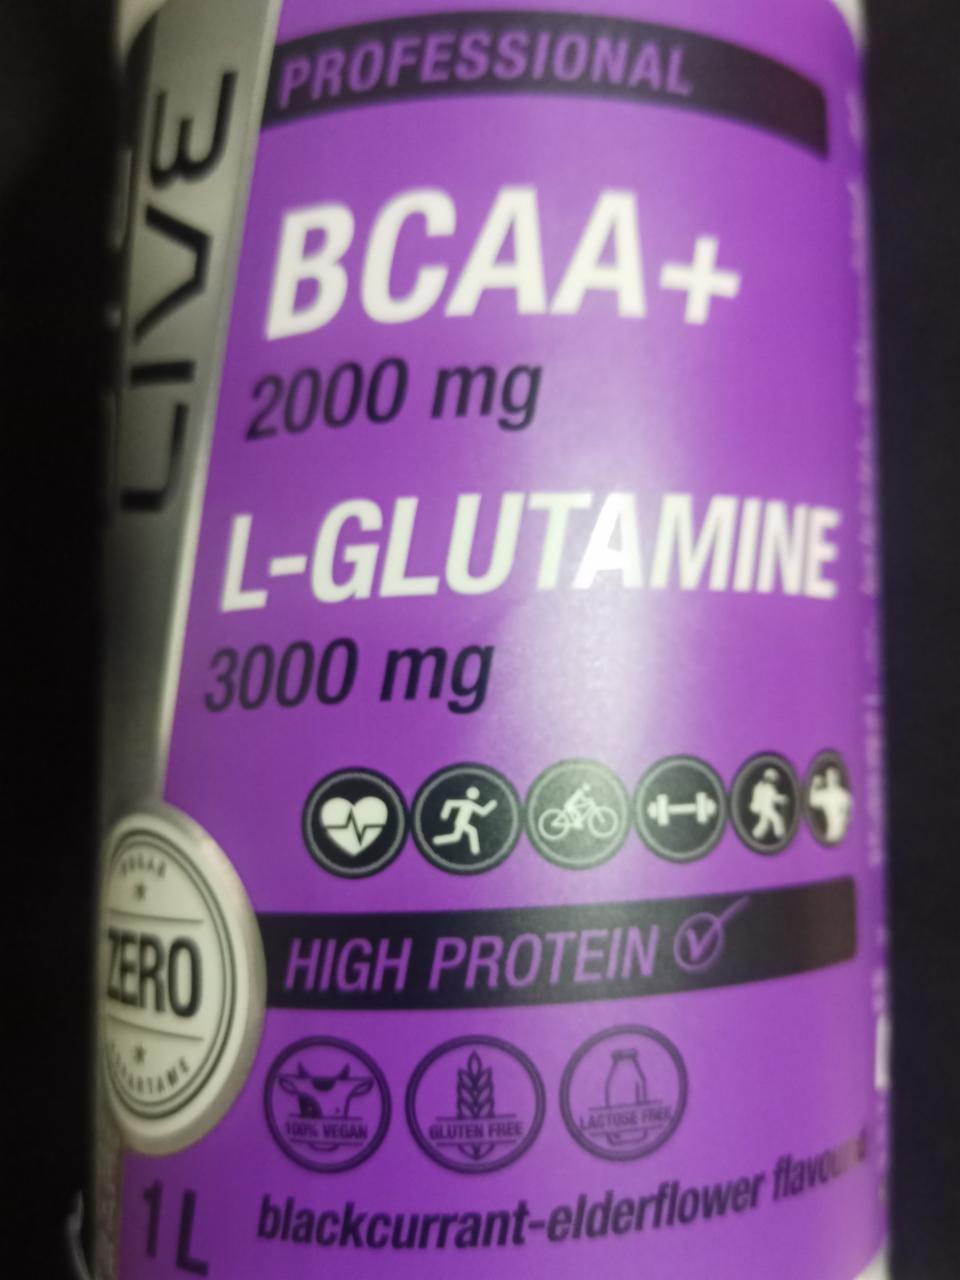 LIVE
PROFESSIONAL
BCAA+
2000 mg
L-GLUTAMINE
3000 mg
ZERO
HIGH PROTEIN
100% VEGAN
GLUTEN FREE
LACTOSE FREE
1 L
blackcurrant-elderflower flavour